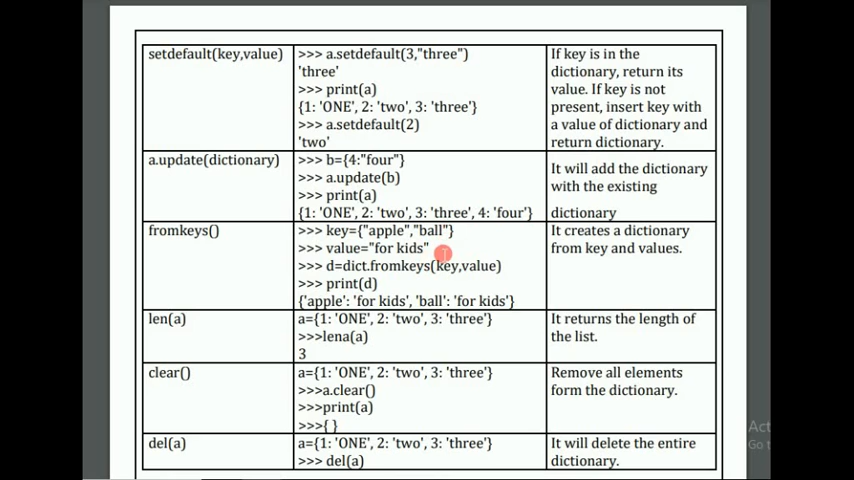 setdefault(key,value)
>>> a.setdefault(3,"three")
'three'
>>> print(a)
{1: 'ONE', 2: 'two', 3: 'three'}
>>> a.setdefault(2)
'two'
If key is in the
dictionary, return its
value. If key is not
present, insert key with
a value of dictionary and
return dictionary.
a.update(dictionary)
>>> b={4:"four"}
>>> a.update(b)
>>> print(a)
{1: 'ONE', 2: 'two', 3: 'three', 4: 'four'}
It will add the dictionary
with the existing
dictionary
fromkeys()
>>> key={"apple","ball"}
>>> value="for kids"
>>> d=dict.fromkeys(key,value)
>>> print(d)
{'apple': 'for kids', 'ball': 'for kids'}
It creates a dictionary
from key and values.
len(a)
a={1: 'ONE', 2: 'two', 3: 'three'}
>>>lena(a)
3
It returns the length of
the list.
clear()
a={1: 'ONE', 2: 'two', 3: 'three'}
>>>a.clear()
>>>print(a)
>>>{ }
Remove all elements
form the dictionary.
del(a)
a={1: 'ONE', 2: 'two', 3: 'three'}
>>> del(a)
It will delete the entire
dictionary.
Act
Go t